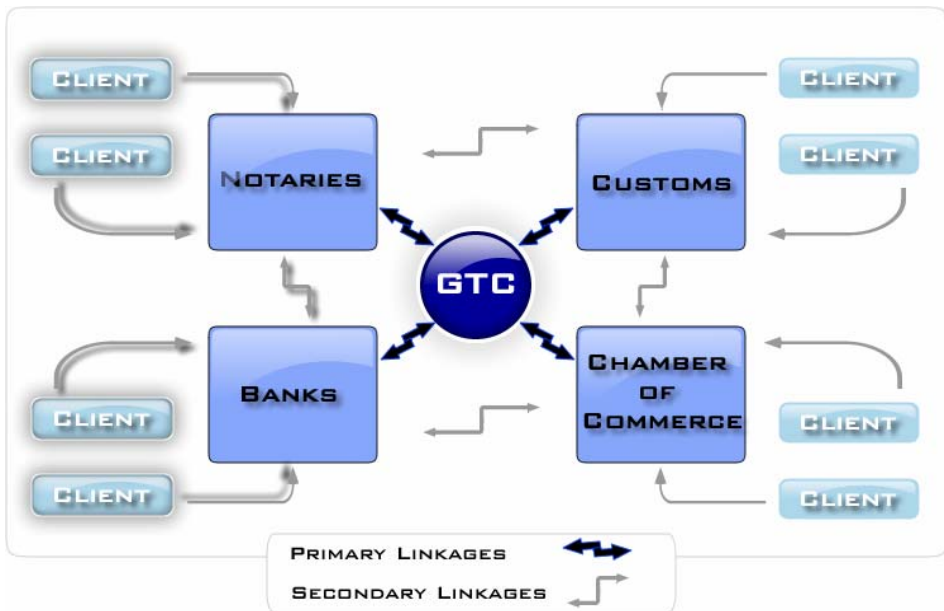 CLIENT
CLIENT
CLIENT
CLIENT
NOTARIES
CUSTOMS
GTC
BANKS
CHAMBER
OF
COMMERCE
CLIENT
CLIENT
CLIENT
CLIENT
PRIMARY LINKAGES
SECONDARY LINKAGES